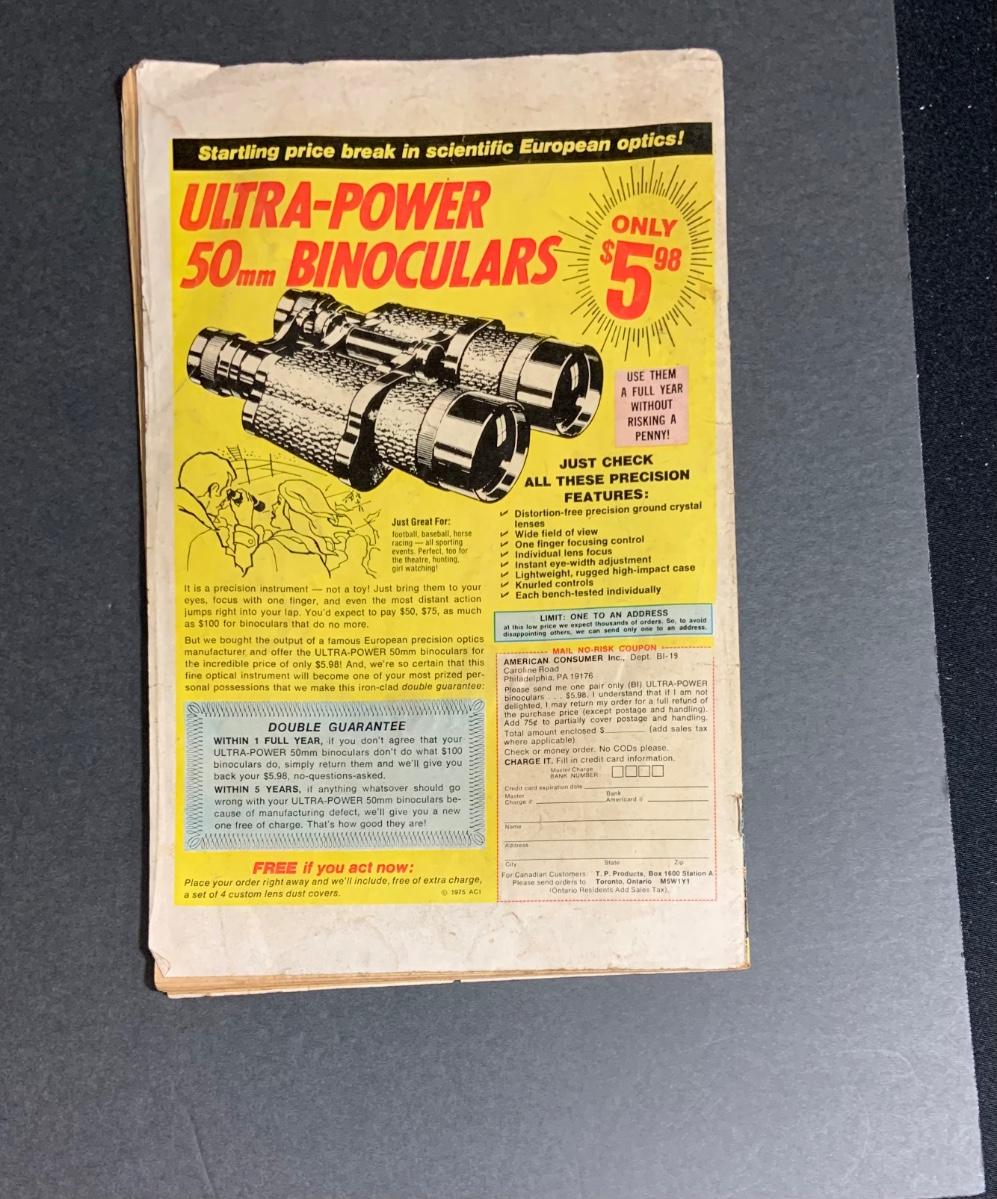 Startling price break in scientific European optics!
ULTRA-POWER
50mm BINOCULARS
ONLY
$5 98
USE THEM
A FULL YEAR
WITHOUT
RISKING A
PENNY!
JUST CHECK
ALL THESE PRECISION
FEATURES:
✓ Distortion-free precision ground crystal
lenses
✓ Wide field of view
✓ One finger focusing control
✓ Individual lens focus
✓ Instant eye-width adjustment
✓ Lightweight, rugged high-impact case
✓ Knurled controls
✓ Each bench-tested individually
Just Great For:
football, baseball, horse
racing — all sporting
events. Perfect, too for
the theatre, hunting,
girl watching!
It is a precision instrument — not a toy! Just bring them to your
eyes, focus with one finger, and even the most distant action
jumps right into your lap. You'd expect to pay $50, $75, as much
as $100 for binoculars that do no more.
But we bought the output of a famous European precision optics
manufacturer and offer the ULTRA-POWER 50mm binoculars for
the incredible price of only $5.98! And, we're so certain that this
fine optical instrument will become one of your most prized per-
sonal possessions that we make this iron-clad double guarantee:
DOUBLE GUARANTEE
WITHIN 1 FULL YEAR, if you don't agree that your
ULTRA-POWER 50mm binoculars don't do what $100
binoculars do, simply return them and we'll give you
back your $5.98, no-questions-asked.
WITHIN 5 YEARS, if anything whatsoever should go
wrong with your ULTRA-POWER 50mm binoculars be-
cause of manufacturing defect, we'll give you a new
one free of charge. That's how good they are!
FREE if you act now:
Place your order right away and we'll include, free of extra charge,
a set of 4 custom lens dust covers.
© 1975 ACI
LIMIT: ONE TO AN ADDRESS
at this low price we expect thousands of orders. So, to avoid
disappointing others, we can send only one to an address.
MAIL NO-RISK COUPON
AMERICAN CONSUMER Inc., Dept. BI-19
Caroline Road
Philadelphia, PA 19176
Please send me one pair only (BI) ULTRA-POWER
binoculars . . . $5.98. I understand that if I am not
delighted, I may return my order for a full refund of
the purchase price (except postage and handling).
Add 75¢ to partially cover postage and handling.
Total amount enclosed $ (add sales tax
where applicable)
Check or money order. No CODs please.
CHARGE IT. Fill in credit card information.
Master Charge
BANK NUMBER
Credit card expiration date
Master Charge #
Bank Americard #
Name
Address
City State Zip
For Canadian Customers: T. P. Products, Box 1600 Station A
Please send orders to Toronto, Ontario M5W1Y1
(Ontario Residents Add Sales Tax).